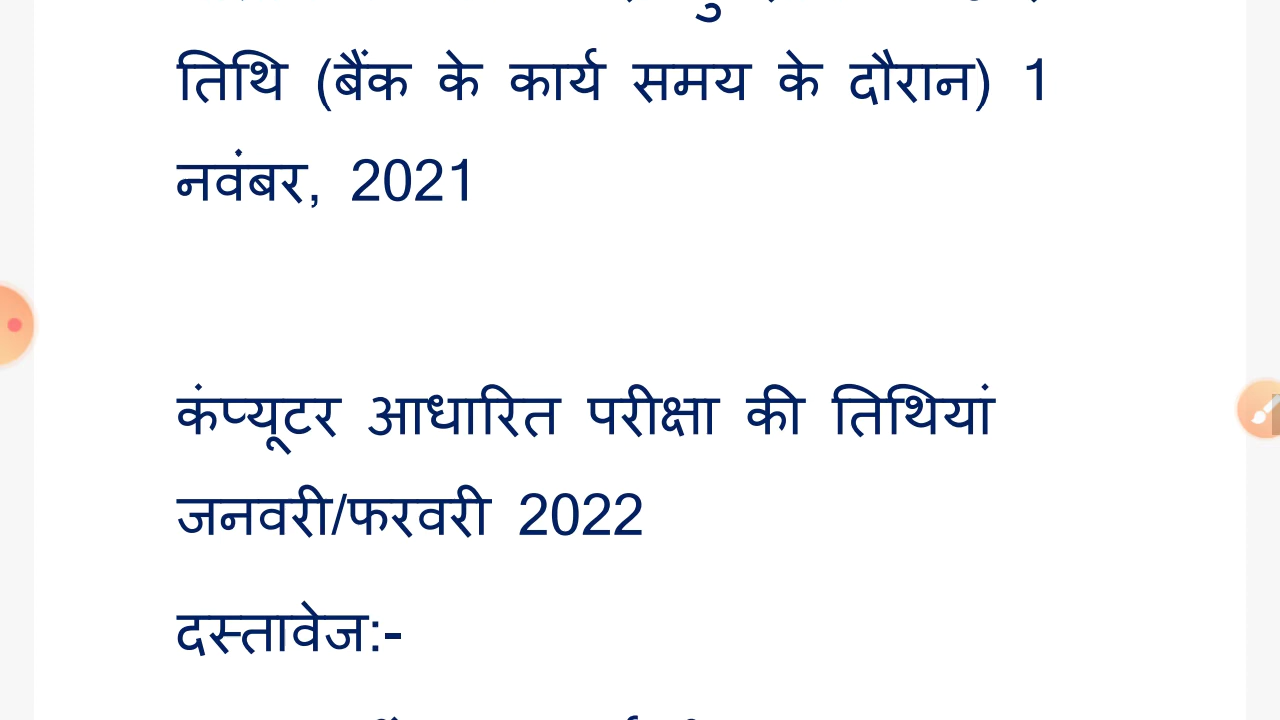 तिथि (बैंक के कार्य समय के दौरान) 1
नवंबर, 2021
कंप्यूटर आधारित परीक्षा की तिथियां
जनवरी/फरवरी 2022
दस्तावेज:-